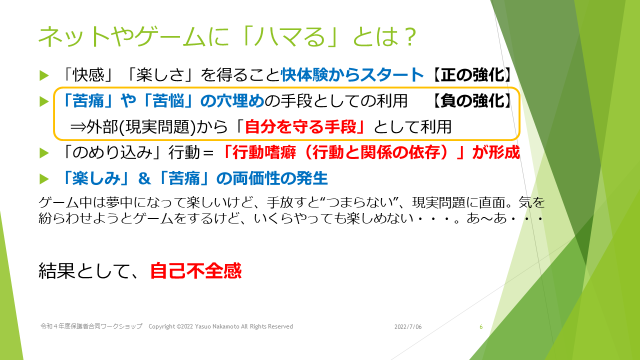 ネットやゲームに「ハマる」とは？
「快感」「楽しさ」を得ること快体験からスタート【正の強化】
「苦痛」や「苦悩」の穴埋めの手段としての利用　【負の強化】
⇒外部(現実問題)から「自分を守る手段」として利用
「のめり込み」行動＝「行動嗜癖（行動と関係の依存）」が形成
「楽しみ」＆「苦痛」の両価性の発生
ゲーム中は夢中になって楽しいけど、手放すと“つまらない”、現実問題に直面。気を
紛らわせようとゲームをするけど、いくらやっても楽しめない・・・。あ～あ・・・
結果として、自己不全感
令和４年度保護者合同ワークショップ　Copyright ©2022 Yasuo Nakamoto All Rights Reserved
2022/7/06
6